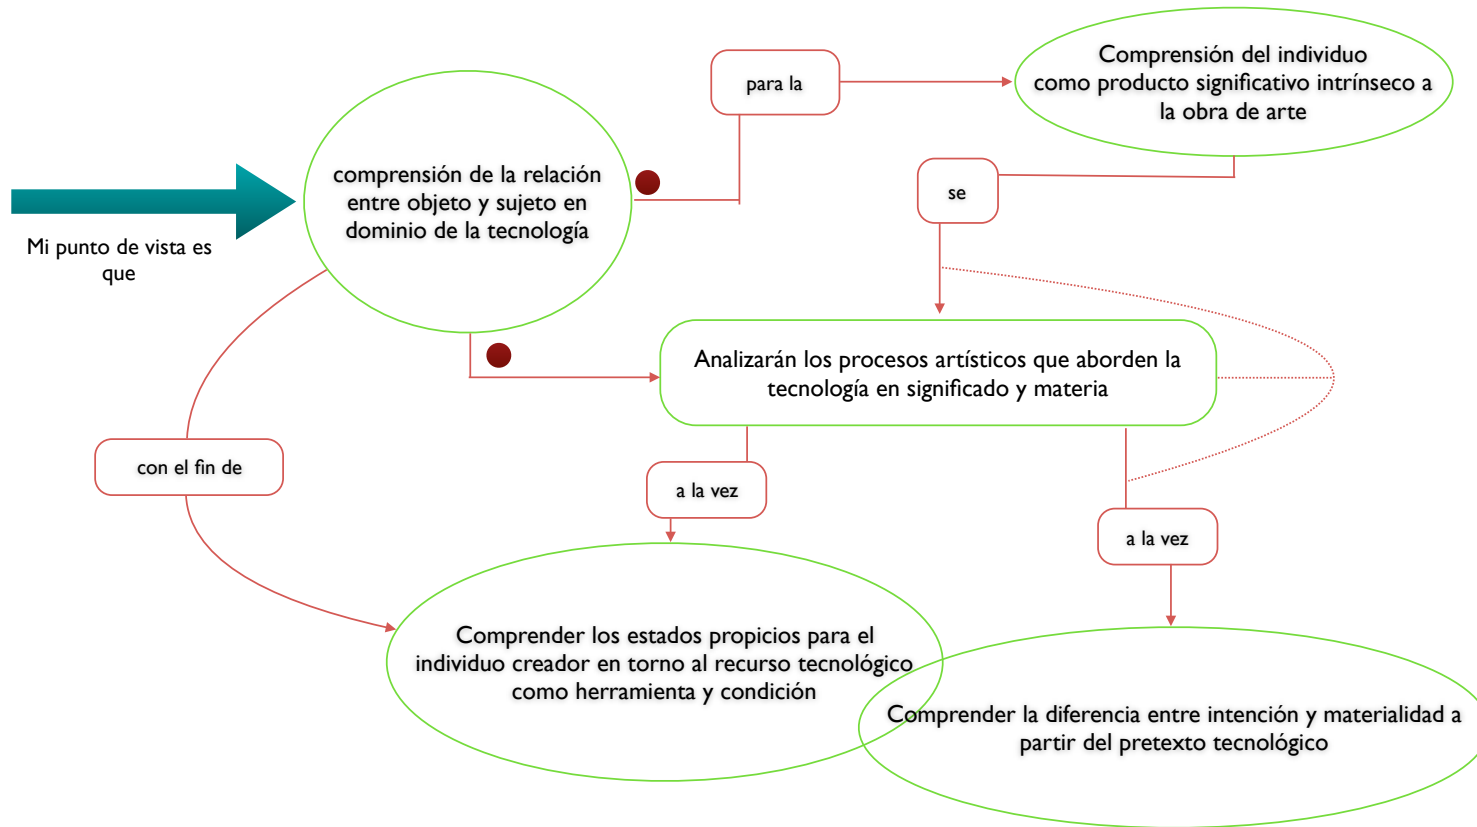 Mi punto de vista es
que
comprensión de la relación
entre objeto y sujeto en
dominio de la tecnología
para la
Comprensión del individuo
como producto significativo intrínseco a
la obra de arte
se
Analizarán los procesos artísticos que aborden la
tecnología en significado y materia
con el fin de
a la vez
a la vez
Comprender los estados propicios para el
individuo creador en torno al recurso tecnológico
como herramienta y condición
Comprender la diferencia entre intención y materialidad a
partir del pretexto tecnológico